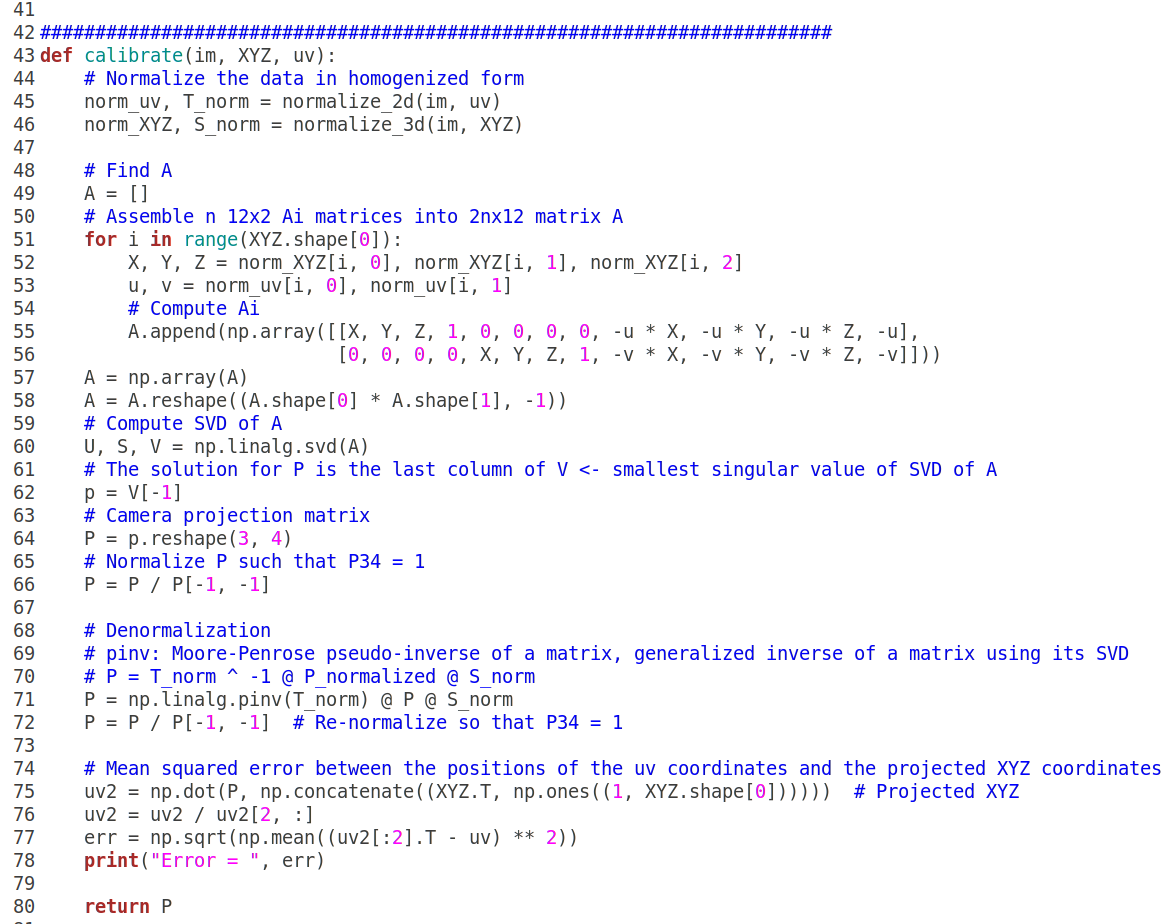 41
42 ########################################################################
43 def calibrate(im, XYZ, uv):
44     # Normalize the data in homogenized form
45     norm_uv, T_norm = normalize_2d(im, uv)
46     norm_XYZ, S_norm = normalize_3d(im, XYZ)
47
48     # Find A
49     A = []
50     # Assemble n 12x2 Ai matrices into 2nx12 matrix A
51     for i in range(XYZ.shape[0]):
52         X, Y, Z = norm_XYZ[i, 0], norm_XYZ[i, 1], norm_XYZ[i, 2]
53         u, v = norm_uv[i, 0], norm_uv[i, 1]
54         # Compute Ai
55         A.append(np.array([[X, Y, Z, 1, 0, 0, 0, 0, -u * X, -u * Y, -u * Z, -u],
56                            [0, 0, 0, 0, X, Y, Z, 1, -v * X, -v * Y, -v * Z, -v]]))
57     A = np.array(A)
58     A = A.reshape((A.shape[0] * A.shape[1], -1))
59     # Compute SVD of A
60     U, S, V = np.linalg.svd(A)
61     # The solution for P is the last column of V <- smallest singular value of SVD of A
62     p = V[-1]
63     # Camera projection matrix
64     P = p.reshape(3, 4)
65     # Normalize P such that P34 = 1
66     P = P / P[-1, -1]
67
68     # Denormalization
69     # pinv: Moore-Penrose pseudo-inverse of a matrix, generalized inverse of a matrix using its SVD
70     # P = T_norm ^ -1 @ P_normalized @ S_norm
71     P = np.linalg.pinv(T_norm) @ P @ S_norm
72     P = P / P[-1, -1]  # Re-normalize so that P34 = 1
73
74     # Mean squared error between the positions of the uv coordinates and the projected XYZ coordinates
75     uv2 = np.dot(P, np.concatenate((XYZ.T, np.ones((1, XYZ.shape[0])))))  # Projected XYZ
76     uv2 = uv2 / uv2[2, :]
77     err = np.sqrt(np.mean((uv2[:2].T - uv) ** 2))
78     print("Error = ", err)
79
80     return P